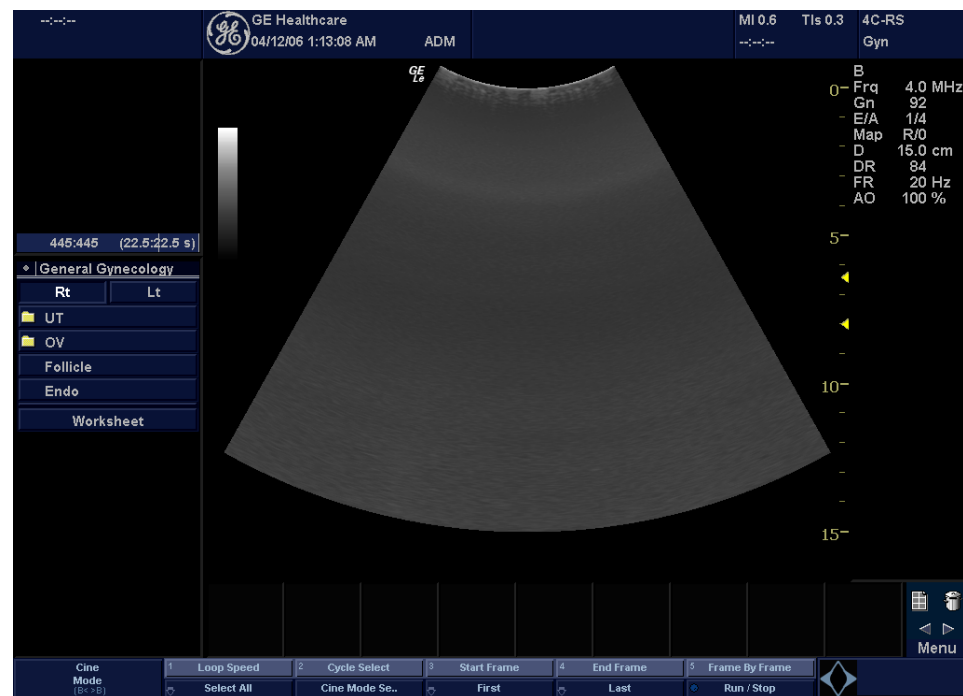 --:--:--
GE Healthcare
04/12/06 1:13:08 AM ADM
MI 0.6 TIs 0.3
--:--:--
4C-RS
Gyn
GE
L6
B
Frq 4.0 MHz
Gn 92
E/A 1/4
Map R/0
D 15.0 cm
DR 84
FR 20 Hz
AO 100 %
0
5
10
15
445:445 (22.5:22.5 s)
General Gynecology
Rt Lt
UT
OV
Follicle
Endo
Worksheet
Menu
Cine
Mode
(B<>B)
1 Loop Speed
2 Cycle Select
3 Start Frame
4 End Frame
5 Frame By Frame
Select All
Cine Mode Se..
First
Last
Run / Stop